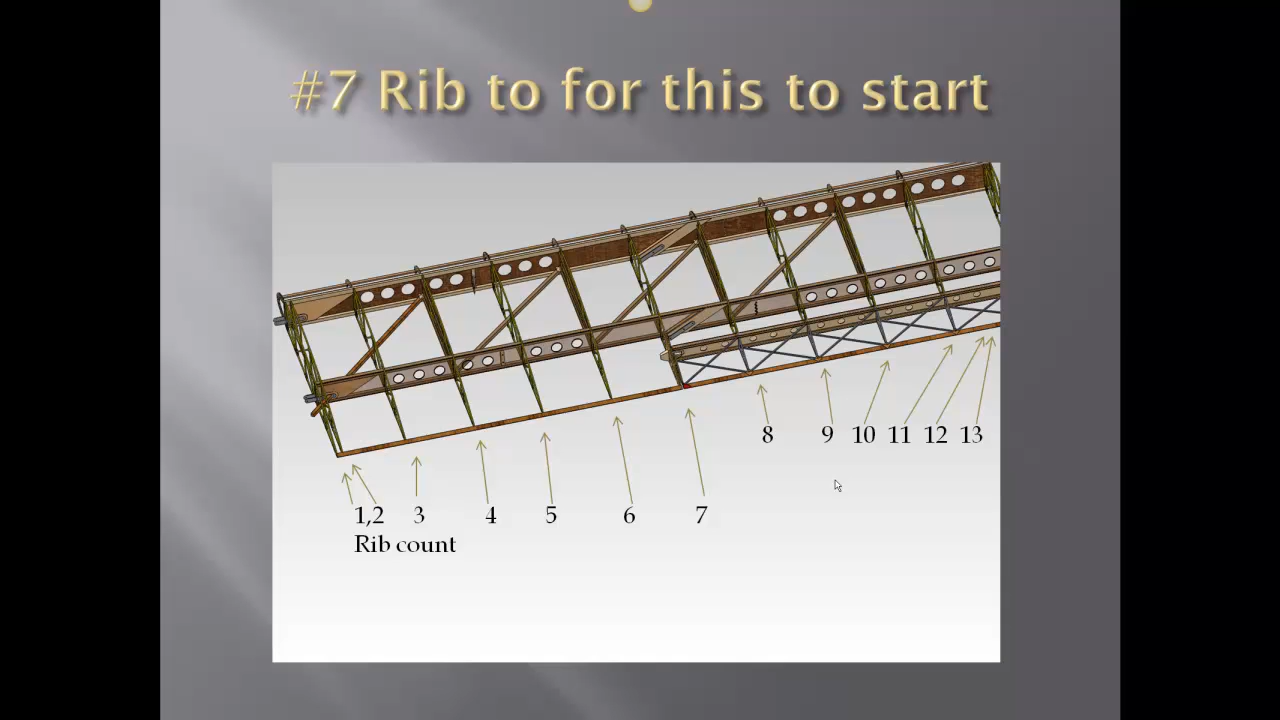 #7 Rib to for this to start
8 9 10 11 12 13
1,2 3 4 5 6 7
Rib count